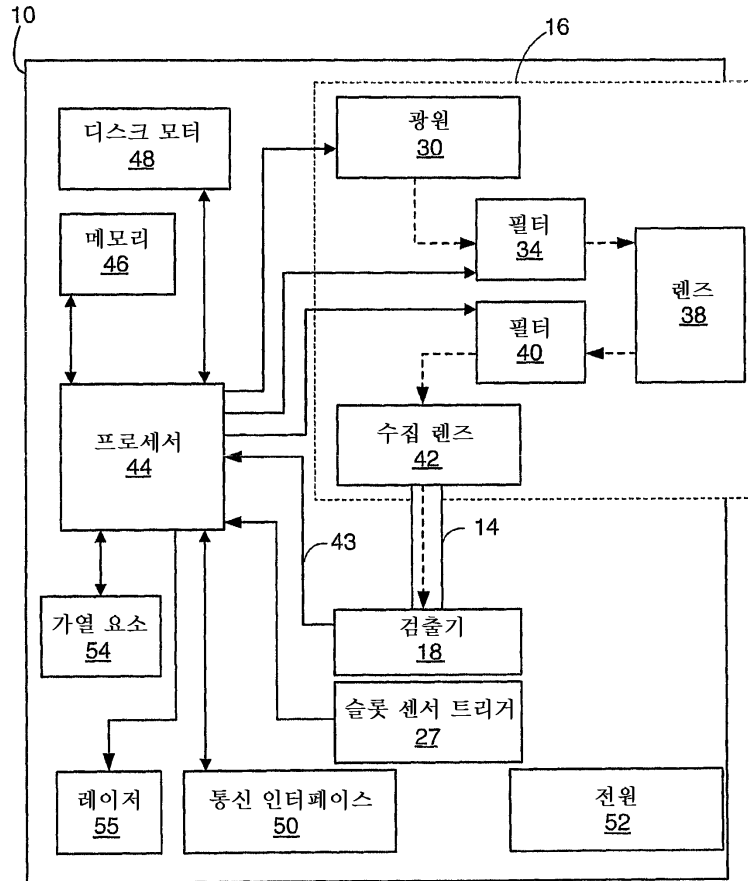 10
16
디스크 모터
48
광원
30
메모리
46
필터
34
렌즈
38
필터
40
프로세서
44
수집 렌즈
42
43
14
가열 요소
54
검출기
18
슬롯 센서 트리거
27
레이저
55
통신 인터페이스
50
전원
52